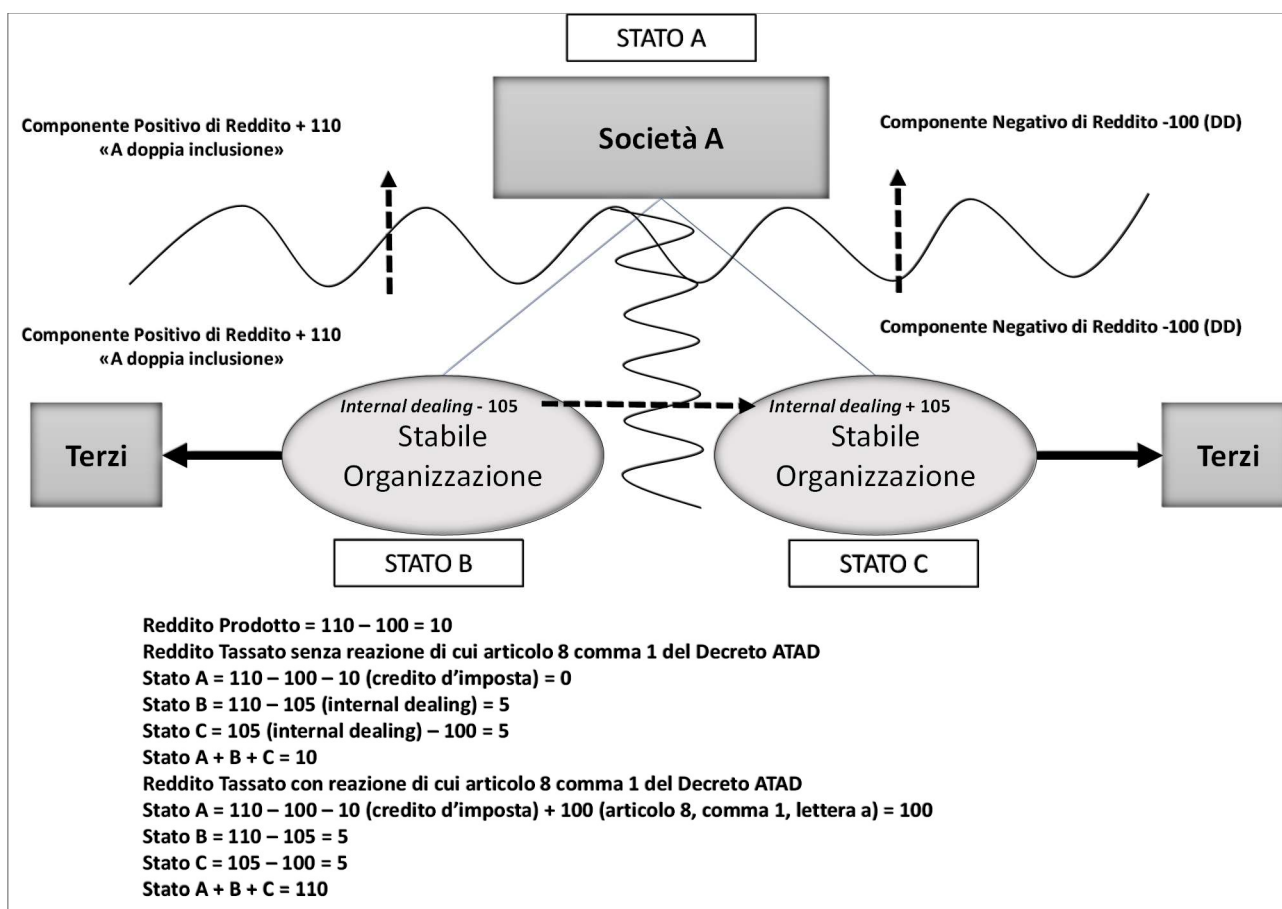 STATO A
Società A
Componente Positivo di Reddito + 110
«A doppia inclusione»
Componente Negativo di Reddito -100 (DD)
Componente Positivo di Reddito + 110
«A doppia inclusione»
Componente Negativo di Reddito -100 (DD)
Terzi
Internal dealing - 105
Stabile
Organizzazione
Internal dealing + 105
Stabile
Organizzazione
Terzi
STATO B
STATO C
Reddito Prodotto = 110 – 100 = 10
Reddito Tassato senza reazione di cui articolo 8 comma 1 del Decreto ATAD
Stato A = 110 – 100 – 10 (credito d'imposta) = 0
Stato B = 110 – 105 (internal dealing) = 5
Stato C = 105 (internal dealing) – 100 = 5
Stato A + B + C = 10
Reddito Tassato con reazione di cui articolo 8 comma 1 del Decreto ATAD
Stato A = 110 – 100 – 10 (credito d'imposta) + 100 (articolo 8, comma 1, lettera a) = 100
Stato B = 110 – 105 = 5
Stato C = 105 – 100 = 5
Stato A + B + C = 110